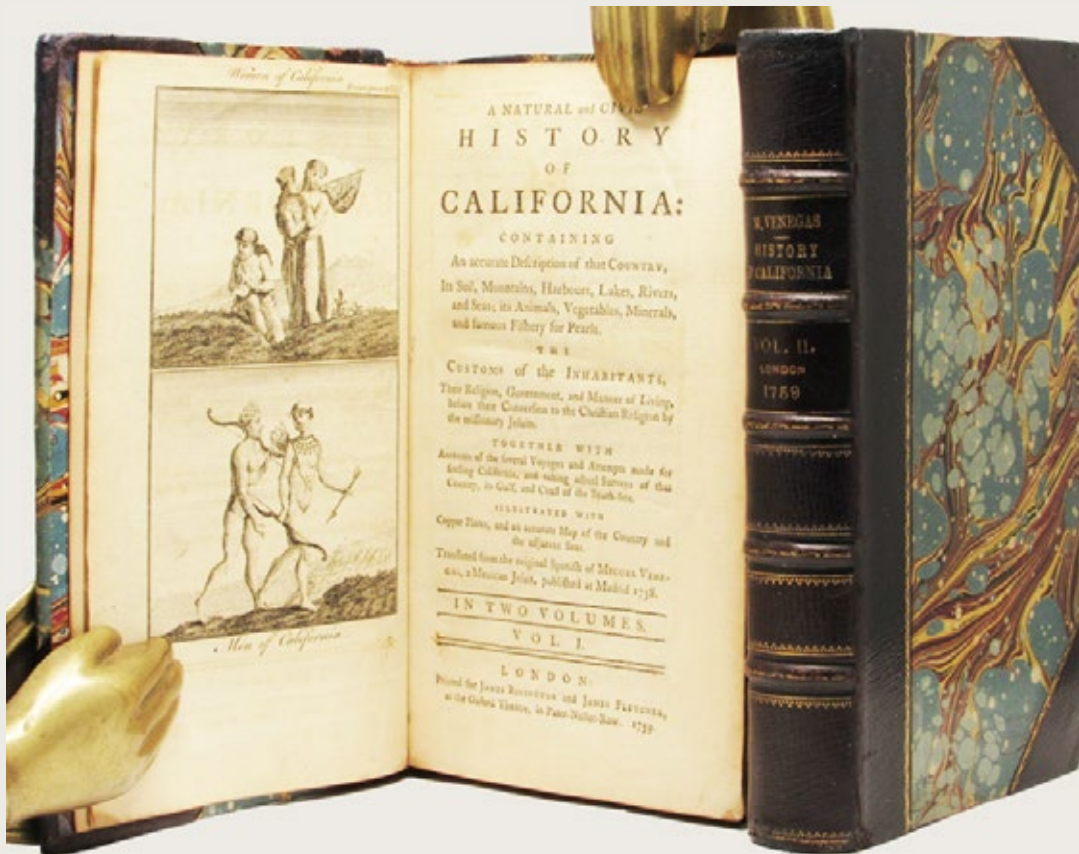 Women of California
A NATURAL and CIVIL
HISTORY
OF
CALIFORNIA:
CONTAINING
An accurate Description of that COUNTRY,
Its Soil, Mountains, Harbours, Lakes, Rivers,
and Seas; its Animals, Vegetables, Minerals,
and famous Fishery for Pearls.
THE
CUSTOMS of the INHABITANTS,
Their Religion, Government, and Manner of Living,
before their Conversion to the Christian Religion by
the missionary Jesuits.
TOGETHER WITH
Accounts of the several Voyages and Attempts made for
settling California, and taking actual Surveys of that
Country, its Gulf, and Coast of the South-Sea.
ILLUSTRATED WITH
Copper Plates, and an accurate Map of the Country and
the adjacent Seas.
Translated from the original Spanish of MIGUEL VENE-
GAS, a Mexican Jesuit, published at Madrid 1758.
IN TWO VOLUMES.
VOL. I.
LONDON:
Printed for JAMES RIVINGTON and JAMES FLETCHER,
at the Oxford Theatre, in Pater-Noster-Row. 1759.
Men of California
VENEGAS
HISTORY
CALIFORNIA
VOL. II.
LONDON
1759